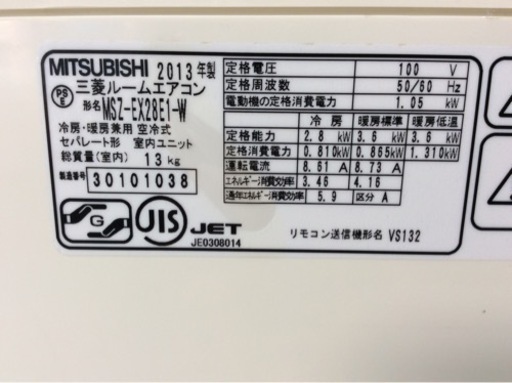 MITSUBISHI 2013年製
PSE 三菱ルームエアコン
形名 MSZ-EX28E1-W
冷房・暖房兼用 空冷式
セパレート形 室内ユニット
総質量(室内) 13kg
製造番号 30101038
G JIS JET
JE0308014
定格電圧 100 V
定格周波数 50/60 Hz
電動機の定格消費電力 1.05 kW
冷房 暖房標準 暖房低温
定格能力 2.8 kW 3.6 kW 3.6 kW
定格消費電力 0.810kW 0.865kW 1.310kW
運転電流 8.61 A 8.73 A
エネルギー消費効率 3.46 4.16
通年エネルギー消費効率 5.9 区分 A
リモコン送信機形名 VS132